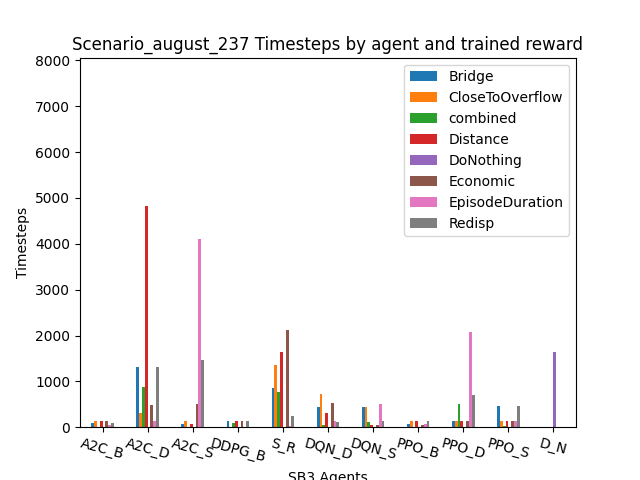 Scenario_august_237 Timesteps by agent and trained reward
8000
7000
6000
5000
4000
3000
2000
1000
0
Timesteps
Bridge
CloseToOverflow
combined
Distance
DoNothing
Economic
EpisodeDuration
Redisp
A2C_B
A2C_D
A2C_S
DDPG_B
S_R
DQN_D
DQN_S
PPO_B
PPO_D
PPO_S
D_N
SB3 Agents